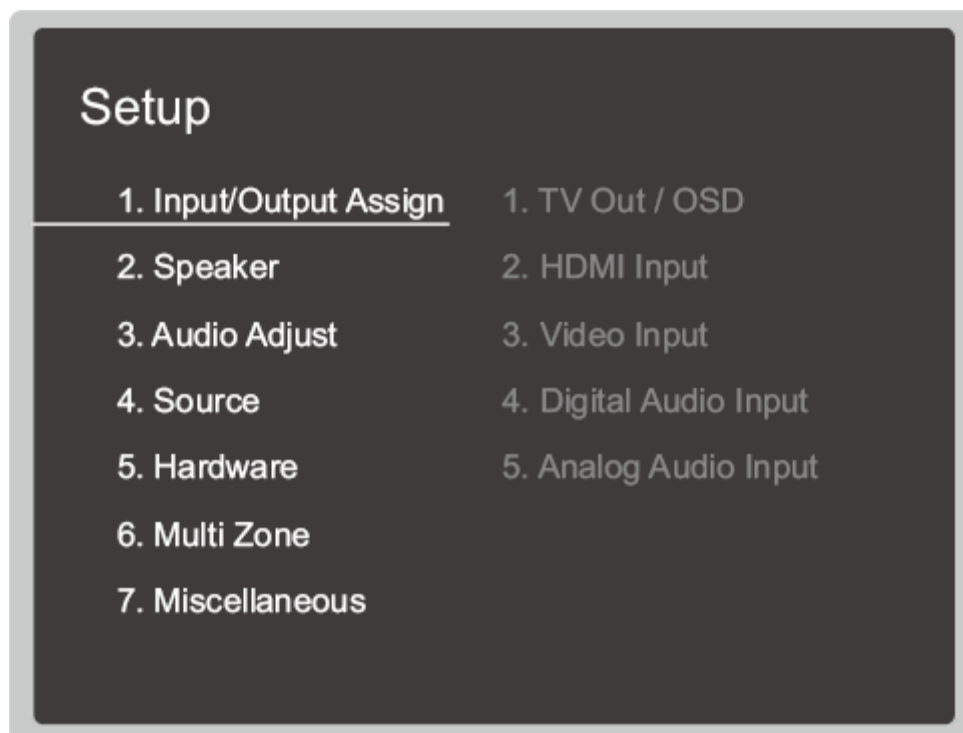 Setup
1. Input/Output Assign
2. Speaker
3. Audio Adjust
4. Source
5. Hardware
6. Multi Zone
7. Miscellaneous
1. TV Out / OSD
2. HDMI Input
3. Video Input
4. Digital Audio Input
5. Analog Audio Input